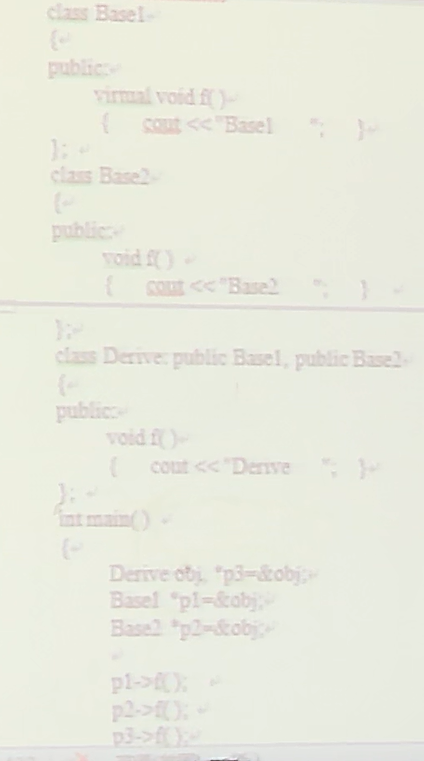 class Base1
{
public:
virtual void f( )
{ cout << "Base1 "; }
};
class Base2
{
public:
void f( )
{ cout << "Base2 "; }
};
class Derive: public Base1, public Base2
{
public:
void f( )
{ cout << "Derive "; }
};
int main()
{
Derive obj, *p3=&obj;
Base1 *p1=&obj;
Base2 *p2=&obj;
p1->f( );
p2->f( );
p3->f( );